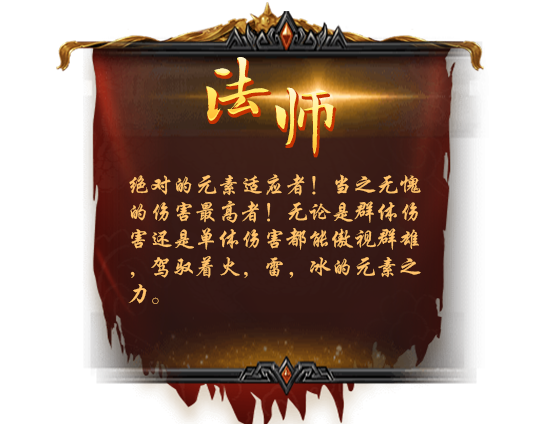 法师
绝对的元素适应者！当之无愧
的伤害最高者！无论是群体伤
害还是单体伤害都能傲视群雄
，驾驭着火，雷，冰的元素之
力。